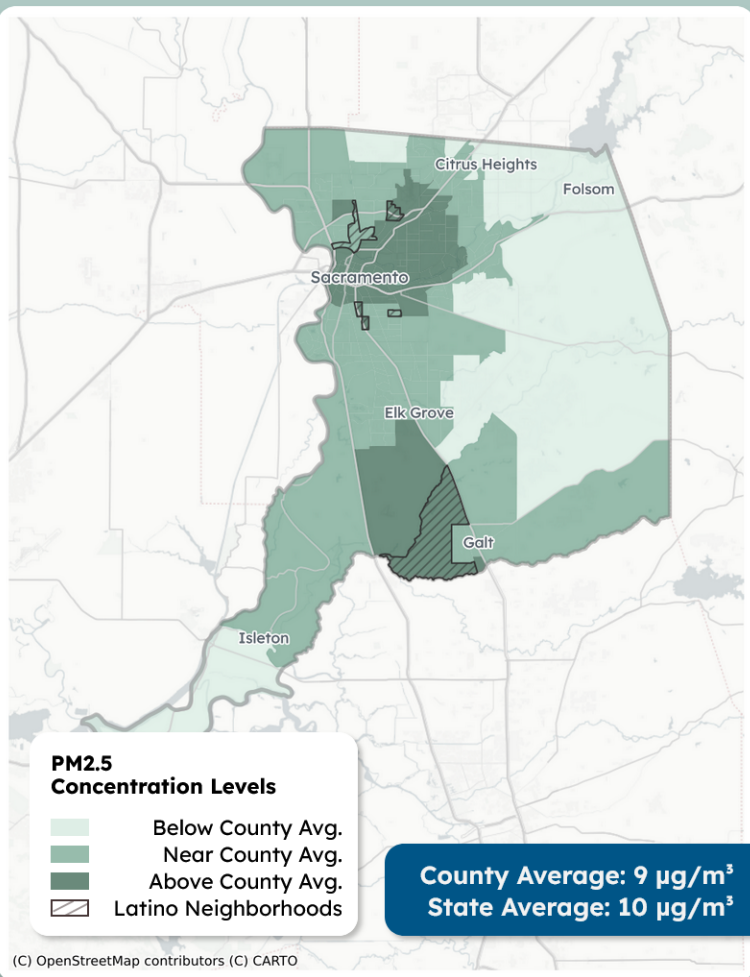 Citrus Heights
Folsom
Sacramento
Elk Grove
Galt
Isleton
PM2.5
Concentration Levels
Below County Avg.
Near County Avg.
Above County Avg.
Latino Neighborhoods
County Average: 9 µg/m³
State Average: 10 µg/m³
(C) OpenStreetMap contributors (C) CARTO